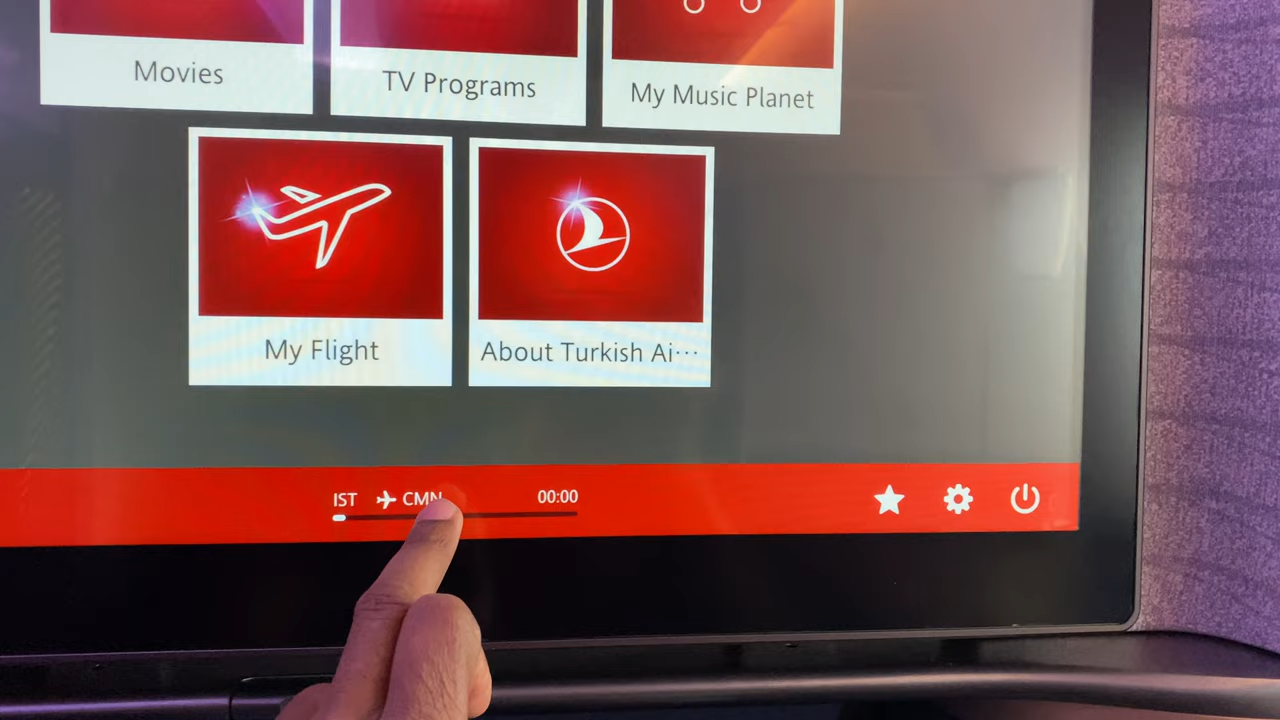 Movies
TV Programs
My Music Planet
My Flight
About Turkish Ai...
IST CMN
00:00